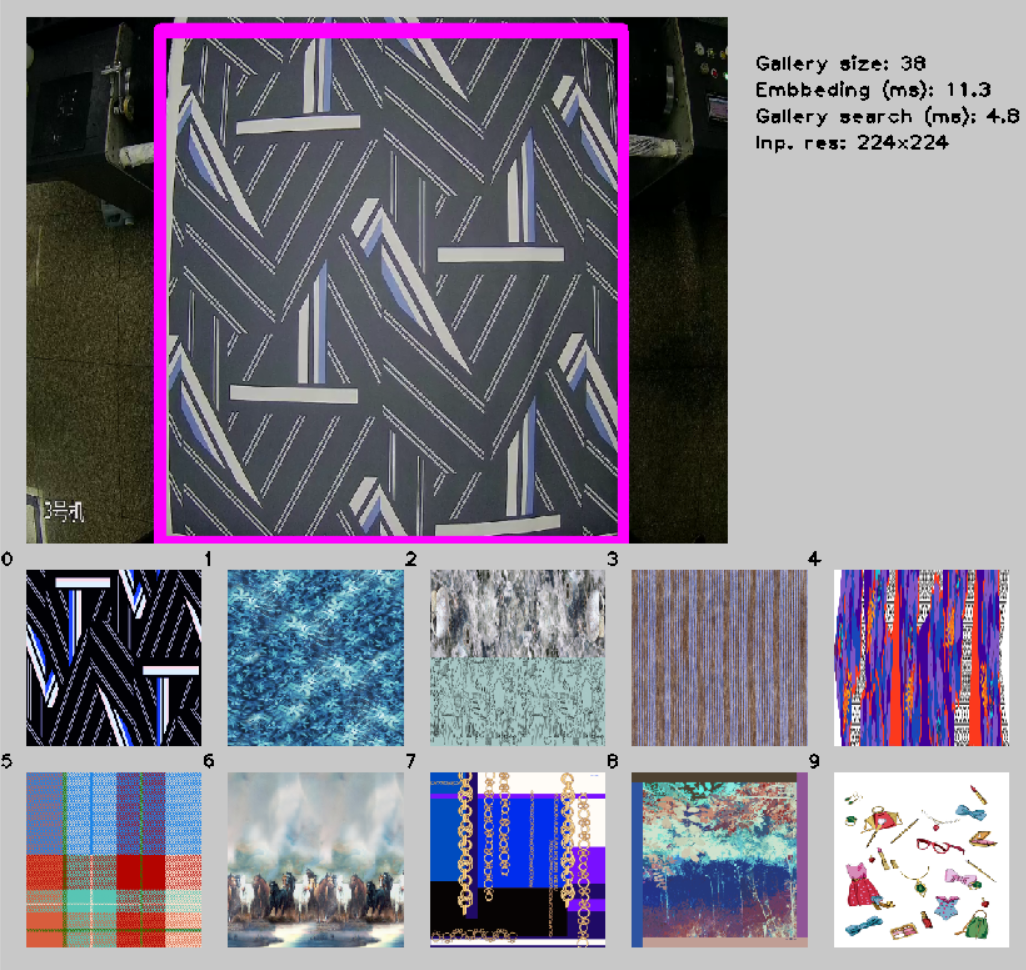 Gallery size: 38
Embbeding (ms): 11.3
Gallery search (ms): 4.8
Inp. res: 224x224
3号机
0
1
2
3
4
5
6
7
8
9